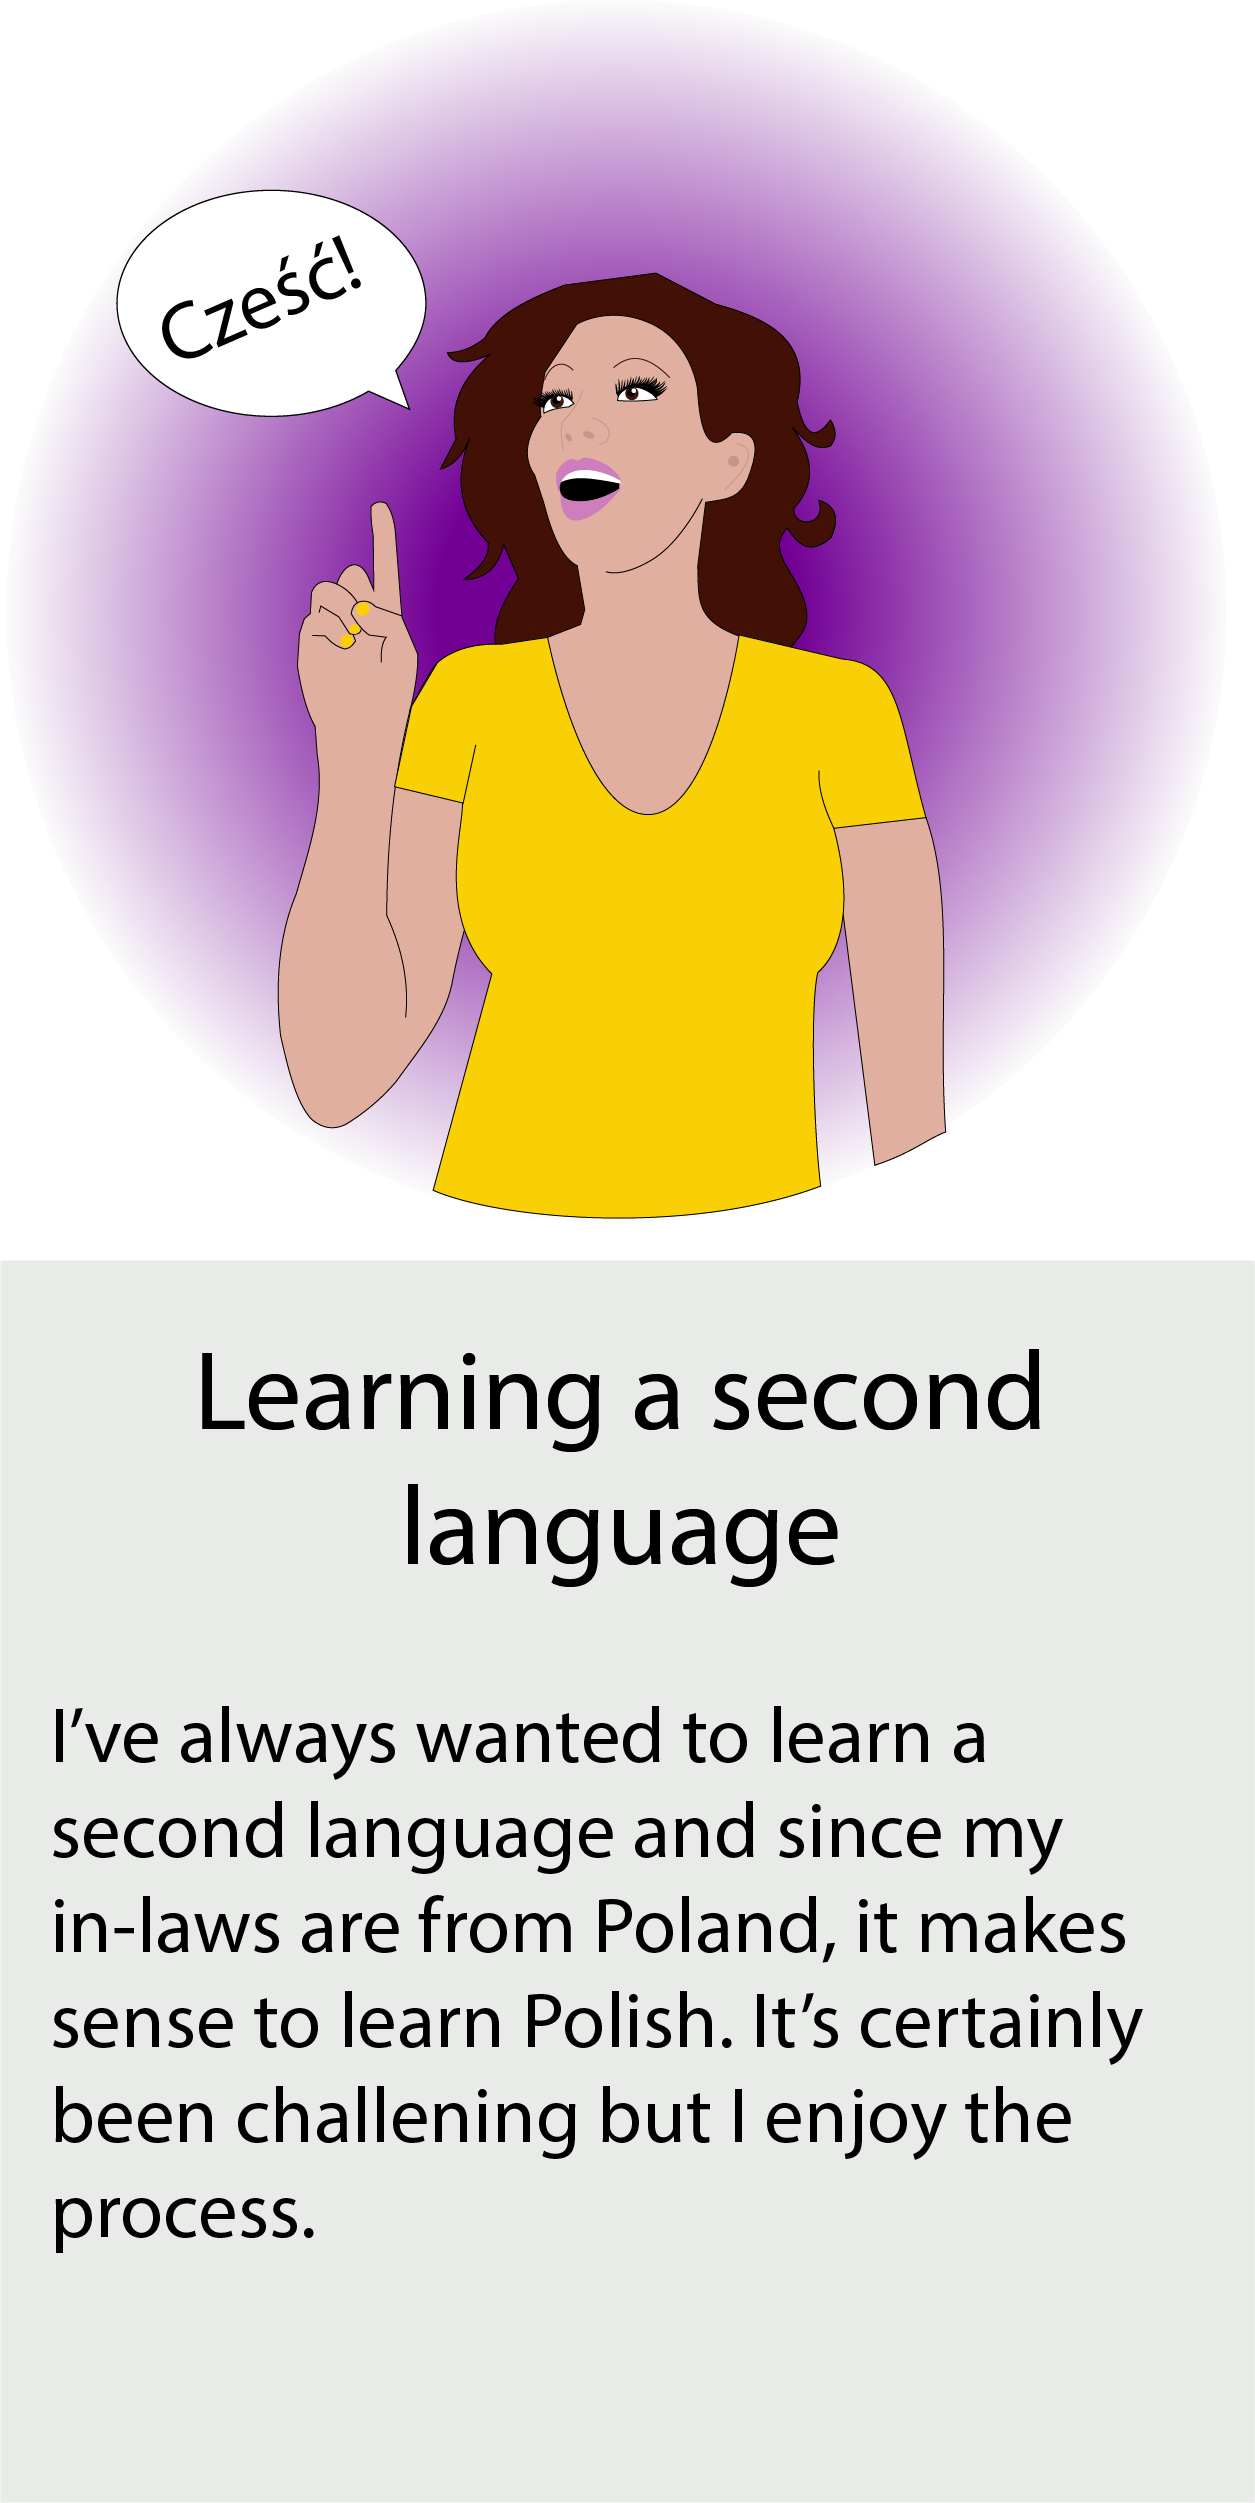 Cześć!
Learning a second
language
I’ve always wanted to learn a
second language and since my
in-laws are from Poland, it makes
sense to learn Polish. It’s certainly
been challening but I enjoy the
process.